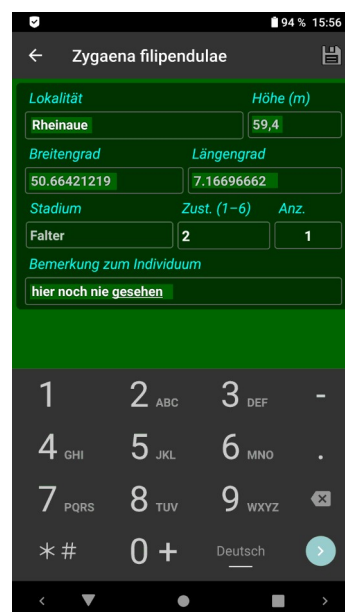 94 % 15:56
Zygaena filipendulae
Lokalität Höhe (m)
Rheinaue 59,4
Breitengrad Längengrad
50.66421219 7.16696662
Stadium Zust. (1–6) Anz.
Falter 2 1
Bemerkung zum Individuum
hier noch nie gesehen
1 2 ABC 3 DEF -
4 GHI 5 JKL 6 MNO .
7 PQRS 8 TUV 9 WXYZ
*# 0 + Deutsch